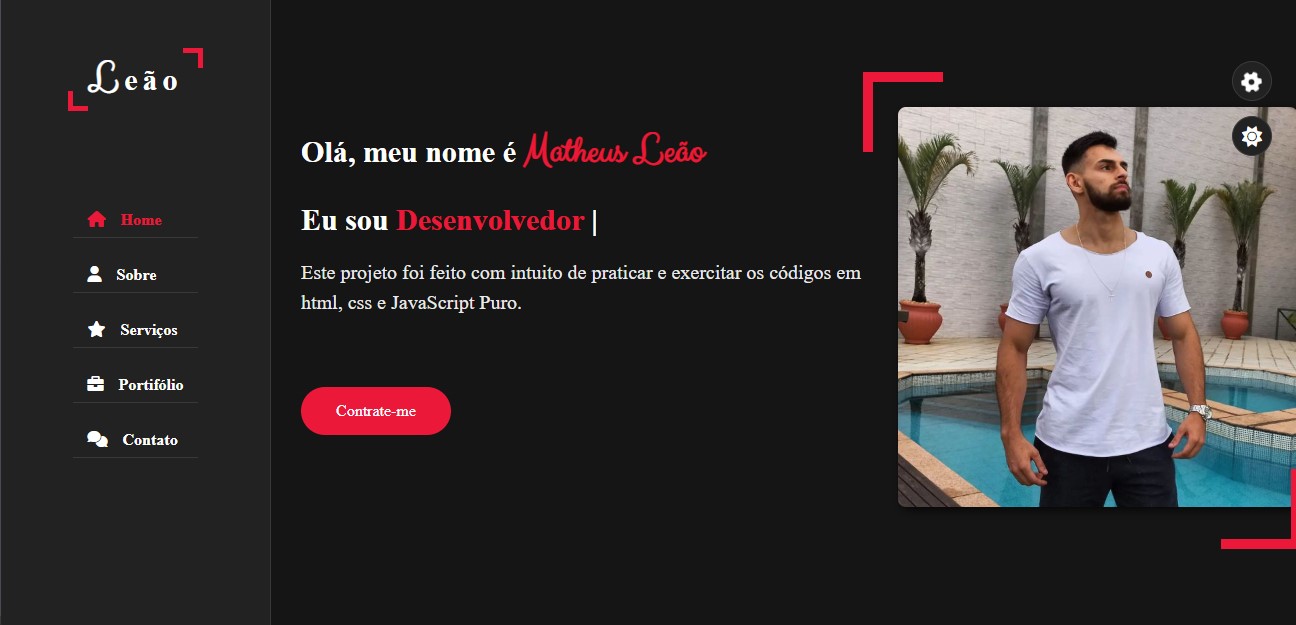 Leão
Home
Sobre
Serviços
Portifólio
Contato
Olá, meu nome é Matheus Leão
Eu sou Desenvolvedor |
Este projeto foi feito com intuito de praticar e exercitar os códigos em
html, css e JavaScript Puro.
Contrate-me